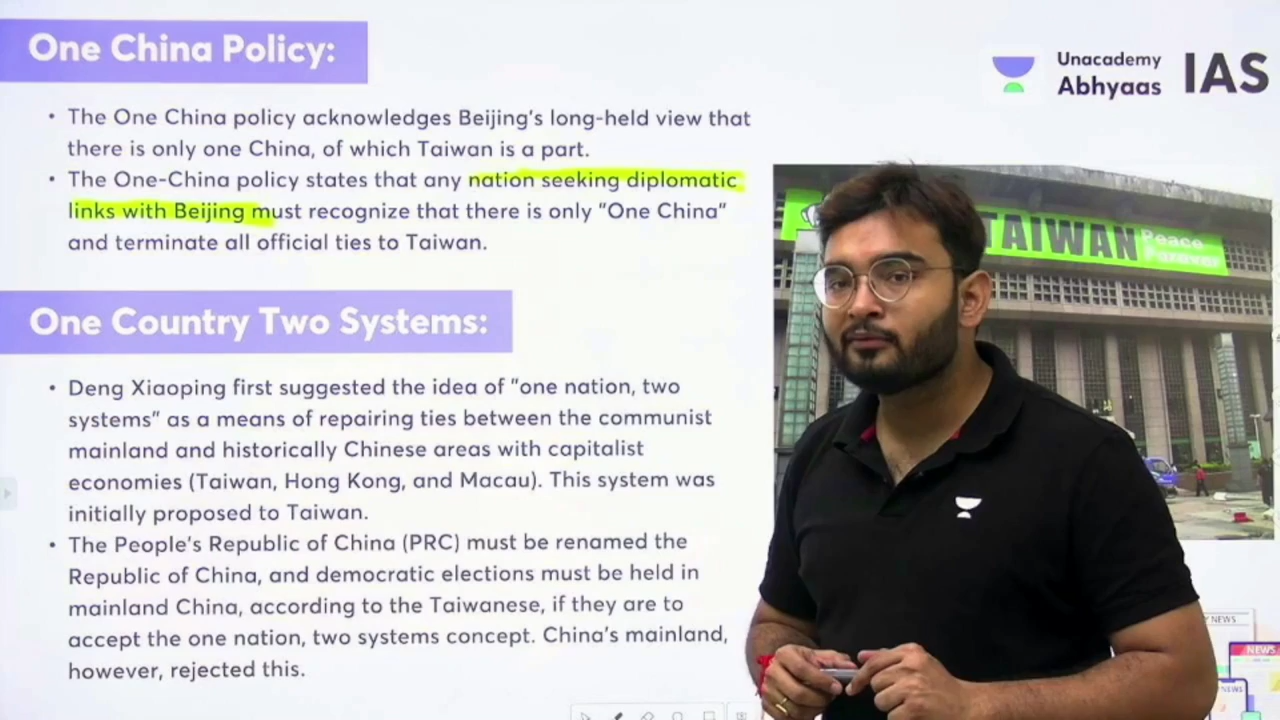 One China Policy:
• The One China policy acknowledges Beijing's long-held view that
there is only one China, of which Taiwan is a part.
• The One-China policy states that any nation seeking diplomatic
links with Beijing must recognize that there is only "One China"
and terminate all official ties to Taiwan.
One Country Two Systems:
• Deng Xiaoping first suggested the idea of "one nation, two
systems" as a means of repairing ties between the communist
mainland and historically Chinese areas with capitalist
economies (Taiwan, Hong Kong, and Macau). This system was
initially proposed to Taiwan.
• The People's Republic of China (PRC) must be renamed the
Republic of China, and democratic elections must be held in
mainland China, according to the Taiwanese, if they are to
accept the one nation, two systems concept. China's mainland,
however, rejected this.
Unacademy
Abhyaas
IAS
TAIWAN
Peace
Forever
NEWS
NEWS
NEWS